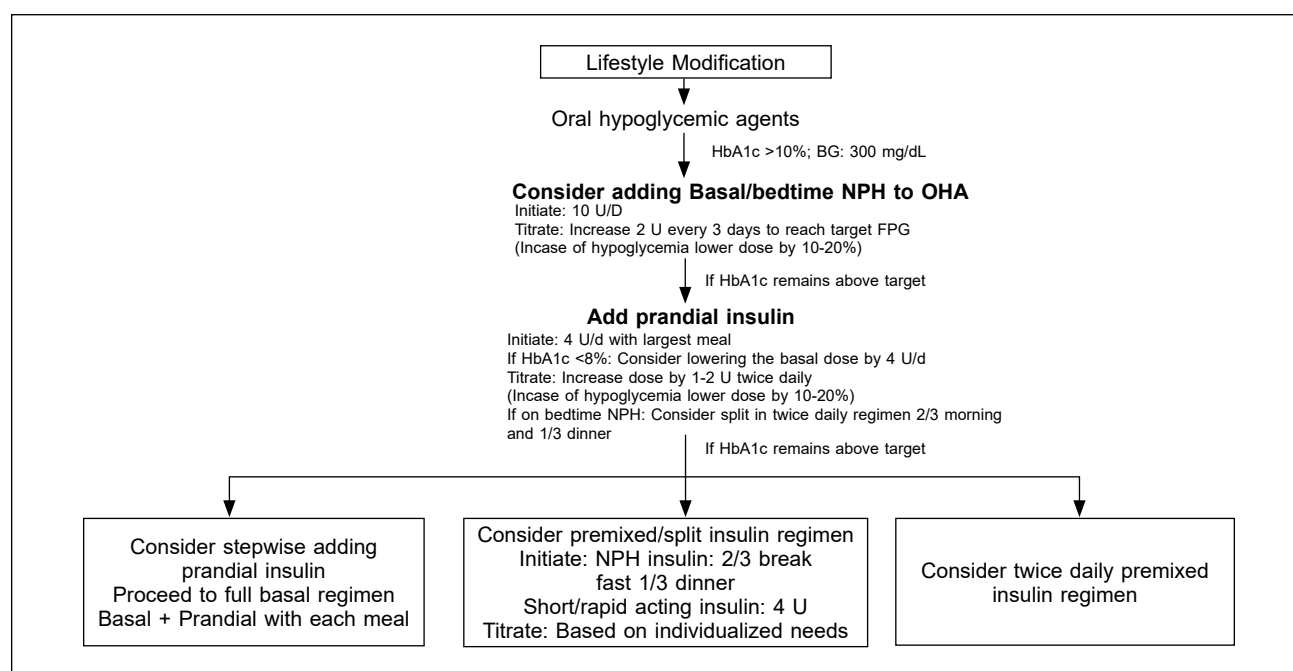 Lifestyle Modification
Oral hypoglycemic agents
HbA1c >10%; BG: 300 mg/dL
Consider adding Basal/bedtime NPH to OHA
Initiate: 10 U/D
Titrate: Increase 2 U every 3 days to reach target FPG
(Incase of hypoglycemia lower dose by 10-20%)
If HbA1c remains above target
Add prandial insulin
Initiate: 4 U/d with largest meal
If HbA1c <8%: Consider lowering the basal dose by 4 U/d
Titrate: Increase dose by 1-2 U twice daily
(Incase of hypoglycemia lower dose by 10-20%)
If on bedtime NPH: Consider split in twice daily regimen 2/3 morning
and 1/3 dinner
If HbA1c remains above target
Consider stepwise adding
prandial insulin
Proceed to full basal regimen
Basal + Prandial with each meal
Consider premixed/split insulin regimen
Initiate: NPH insulin: 2/3 break
fast 1/3 dinner
Short/rapid acting insulin: 4 U
Titrate: Based on individualized needs
Consider twice daily premixed
insulin regimen